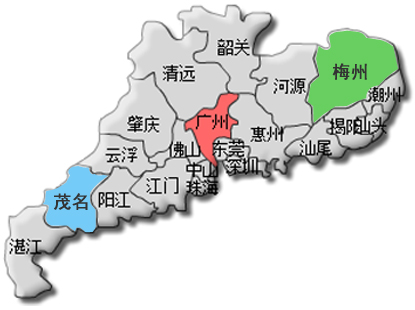 韶关
清远
河源
梅州
潮州
肇庆
广州
惠州
揭阳
汕头
云浮
佛山
东莞
汕尾
中山
深圳
茂名
阳江
江门
珠海
湛江